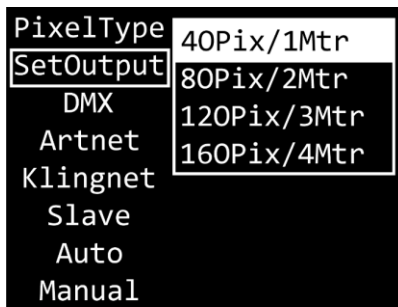 PixelType
SetOutput
DMX
Artnet
Klingnet
Slave
Auto
Manual
40Pix/1Mtr
80Pix/2Mtr
120Pix/3Mtr
160Pix/4Mtr